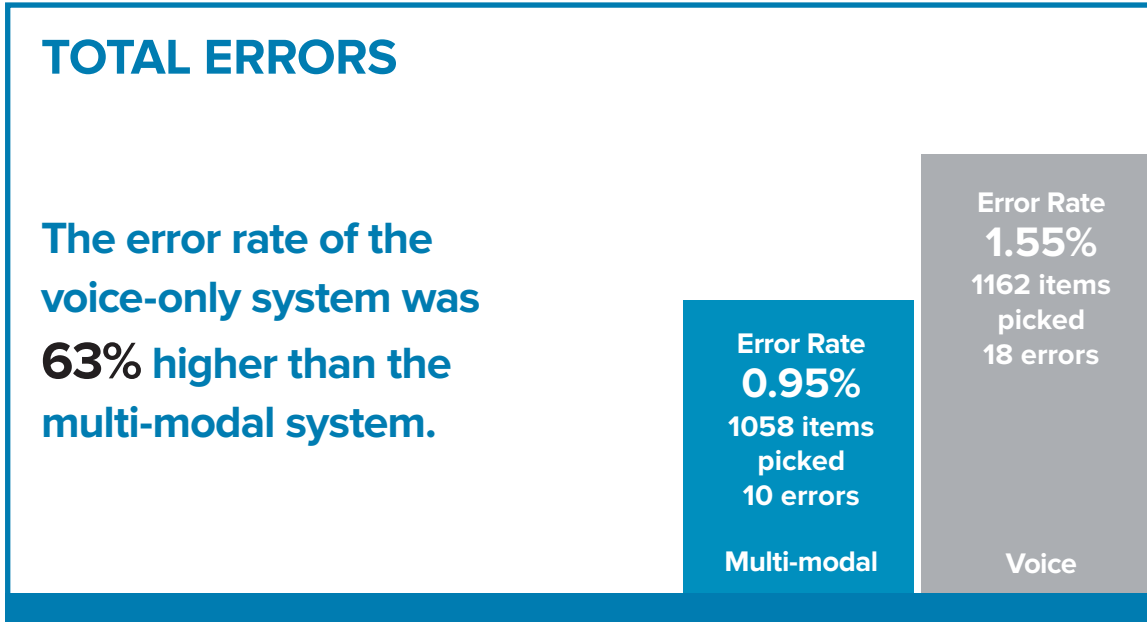 TOTAL ERRORS
The error rate of the
voice-only system was
63% higher than the
multi-modal system.
Error Rate
0.95%
1058 items
picked
10 errors
Multi-modal
Error Rate
1.55%
1162 items
picked
18 errors
Voice